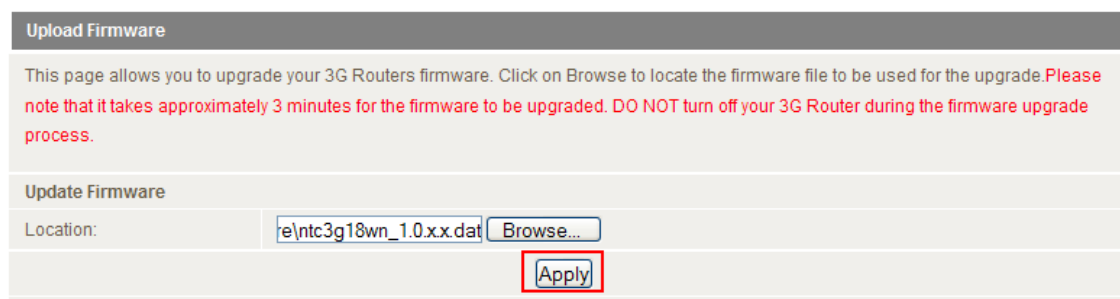 Upload Firmware
This page allows you to upgrade your 3G Routers firmware. Click on Browse to locate the firmware file to be used for the upgrade.Please
note that it takes approximately 3 minutes for the firmware to be upgraded. DO NOT turn off your 3G Router during the firmware upgrade
process.
Update Firmware
Location: re\ntc3g18wn_1.0.x.x.dat Browse...
Apply